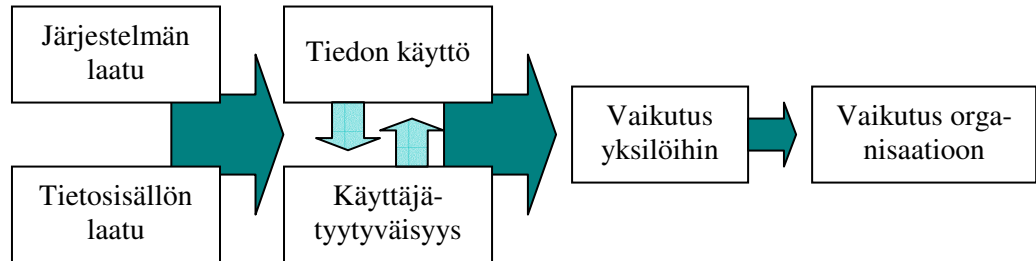 Järjestelmän
laatu
Tietosisällön
laatu
Tiedon käyttö
Käyttäjä-
tyytyväisyys
Vaikutus
yksilöihin
Vaikutus orga-
nisaatioon